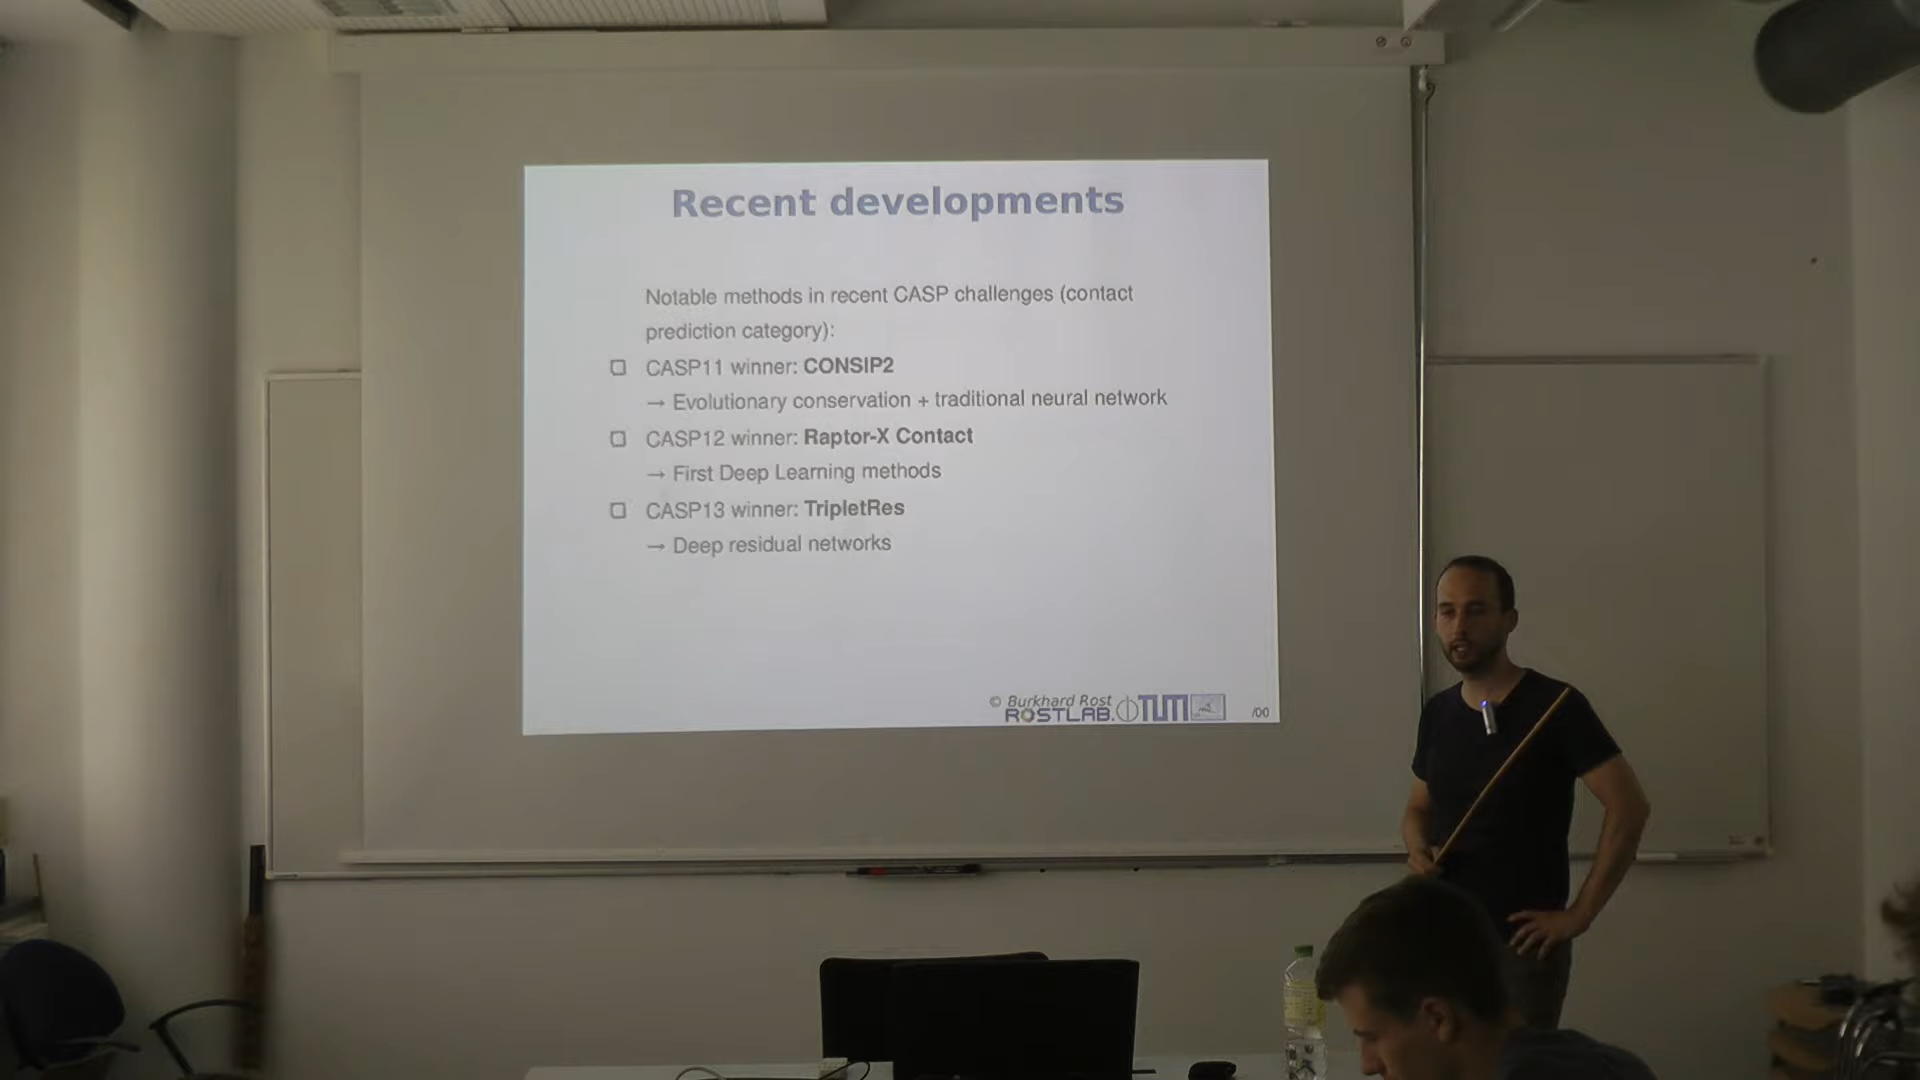 Recent developments
Notable methods in recent CASP challenges (contact
prediction category):
CASP11 winner: CONSIP2
→ Evolutionary conservation + traditional neural network
CASP12 winner: Raptor-X Contact
→ First Deep Learning methods
CASP13 winner: TripletRes
→ Deep residual networks
© Burkhard Rost
ROSTLAB. TUM
/00